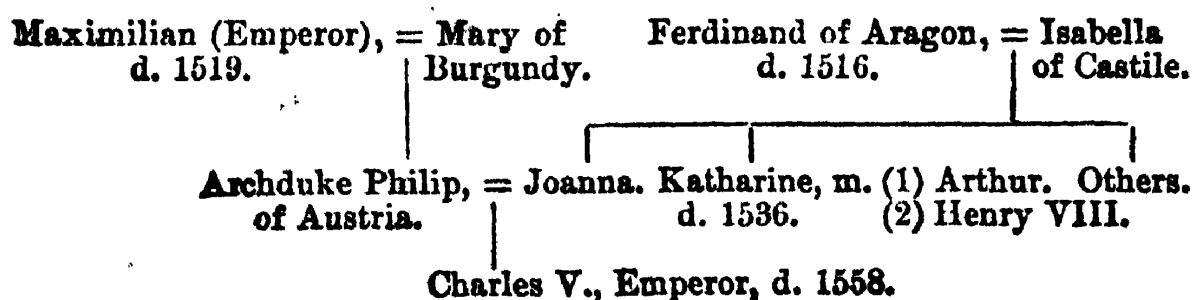 Maximilian (Emperor), = Mary of Ferdinand of Aragon, = Isabella
d. 1519. Burgundy. d. 1516. of Castile.
Archduke Philip, = Joanna. Katharine, m. (1) Arthur. Others.
of Austria. d. 1536. (2) Henry VIII.
Charles V., Emperor, d. 1558.